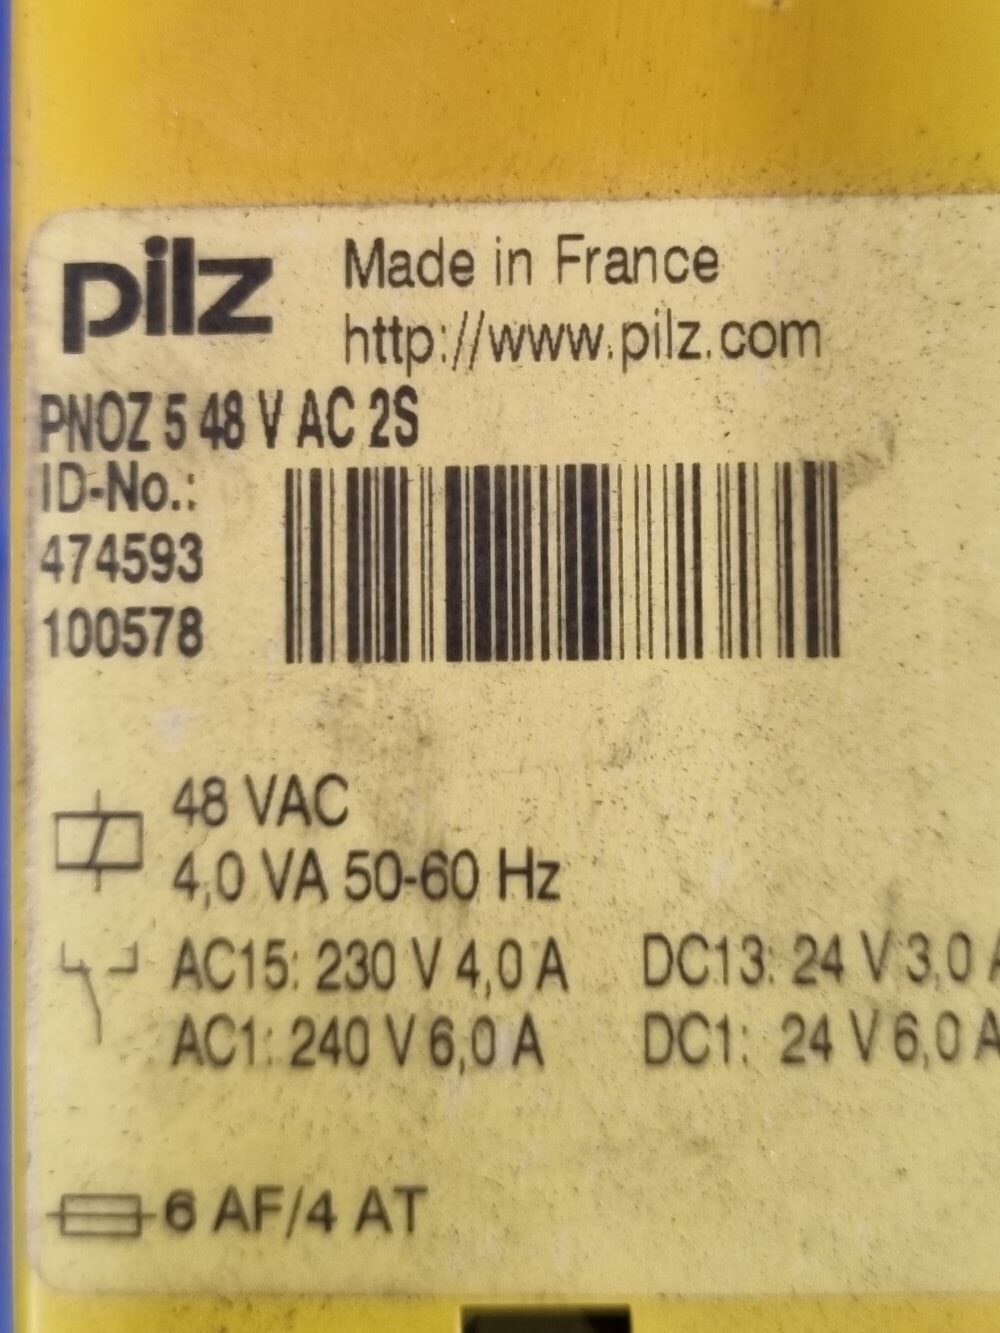 pilz
Made in France
http://www.pilz.com
PNOZ 5 48 V AC 2S
ID-No.:
474593
100578
48 VAC
4,0 VA 50-60 Hz
AC15: 230 V 4,0 A DC13: 24 V 3,0 A
AC1: 240 V 6,0 A DC1: 24 V 6,0 A
6 AF/4 AT